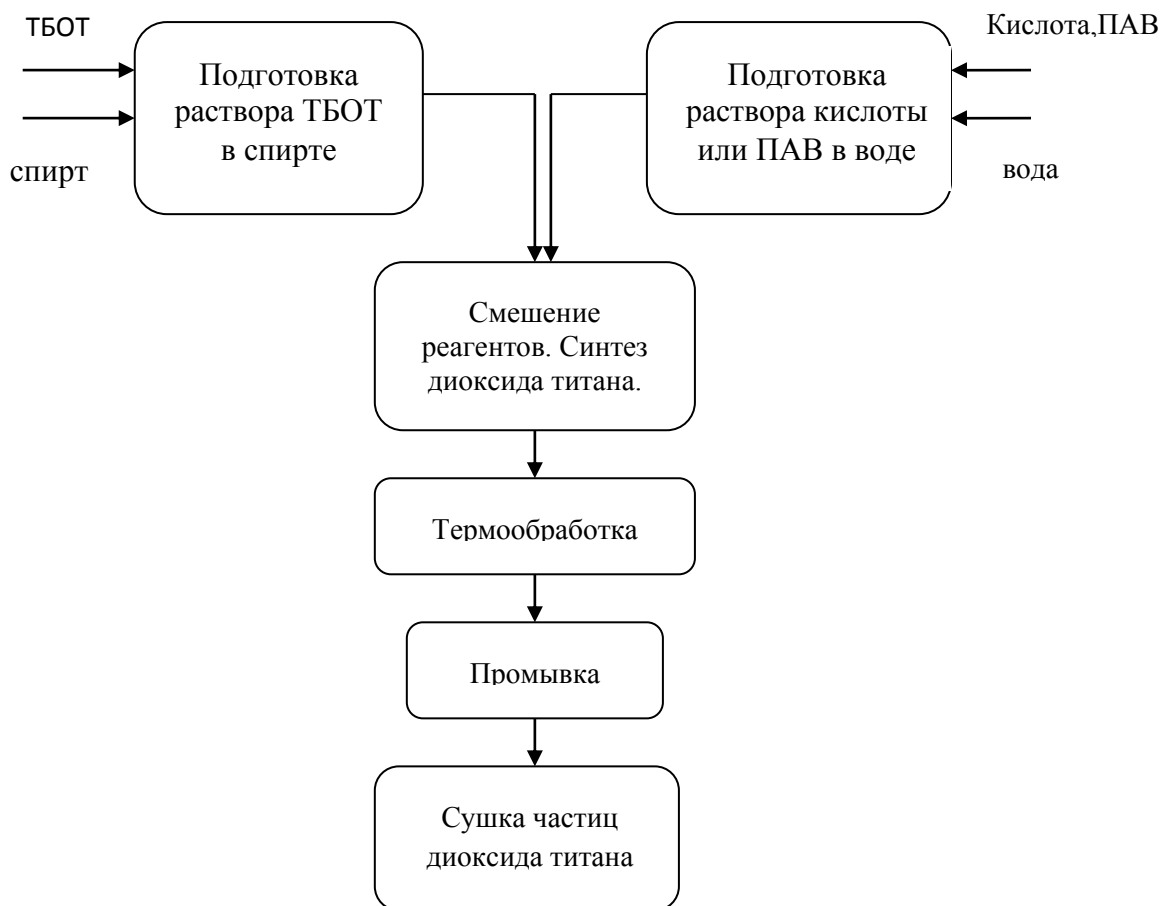 ТБОТ
спирт
Подготовка
раствора ТБОТ
в спирте
Подготовка
раствора кислоты
или ПАВ в воде
Кислота,ПАВ
вода
Смешение
реагентов. Синтез
диоксида титана.
Термообработка
Промывка
Сушка частиц
диоксида титана